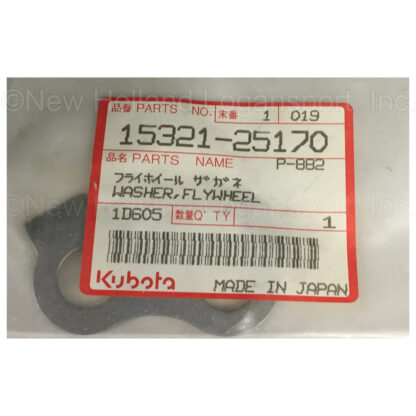 ©New Holland Logansport, Inc.
品番 PARTS NO. 末番 1 019
15321-25170
品名 PARTS NAME P-882
フライホイール ザガネ
WASHER,FLYWHEEL
1D605 数量Q'TY 1
Kubota MADE IN JAPAN